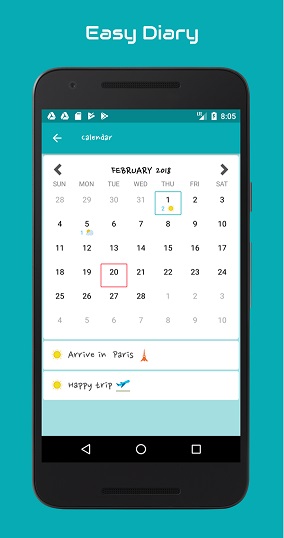 Easy Diary
8:05
calendar
FEBRUARY 2018
SUN MON TUE WED THU FRI SAT
28 29 30 31 1 2 3
2
4 5 6 7 8 9 10
1
11 12 13 14 15 16 17
18 19 20 21 22 23 24
25 26 27 28 1 2 3
4 5 6 7 8 9 10
Arrive in Paris
Happy trip